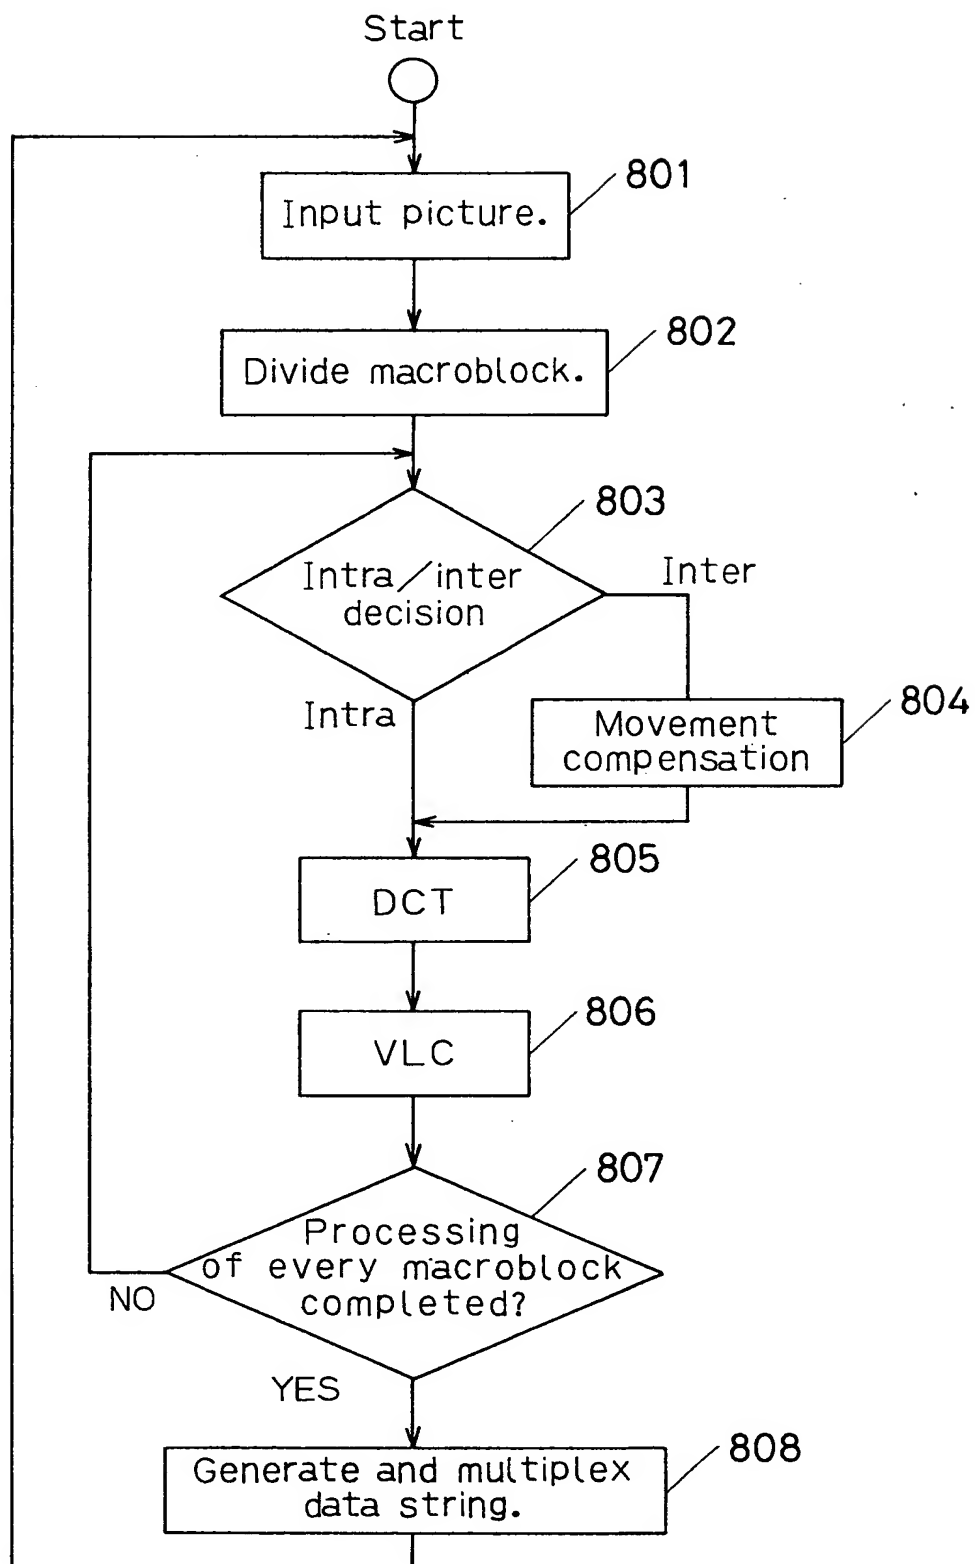 Start
801
Input picture.
802
Divide macroblock.
803
Intra/inter
decision
Inter
Intra
804
Movement
compensation
805
DCT
806
VLC
807
Processing
of every macroblock
completed?
NO
YES
808
Generate and multiplex
data string.